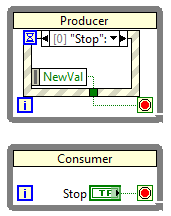 Producer
[0] "Stop":
NewVal
i
Consumer
Stop TF
i